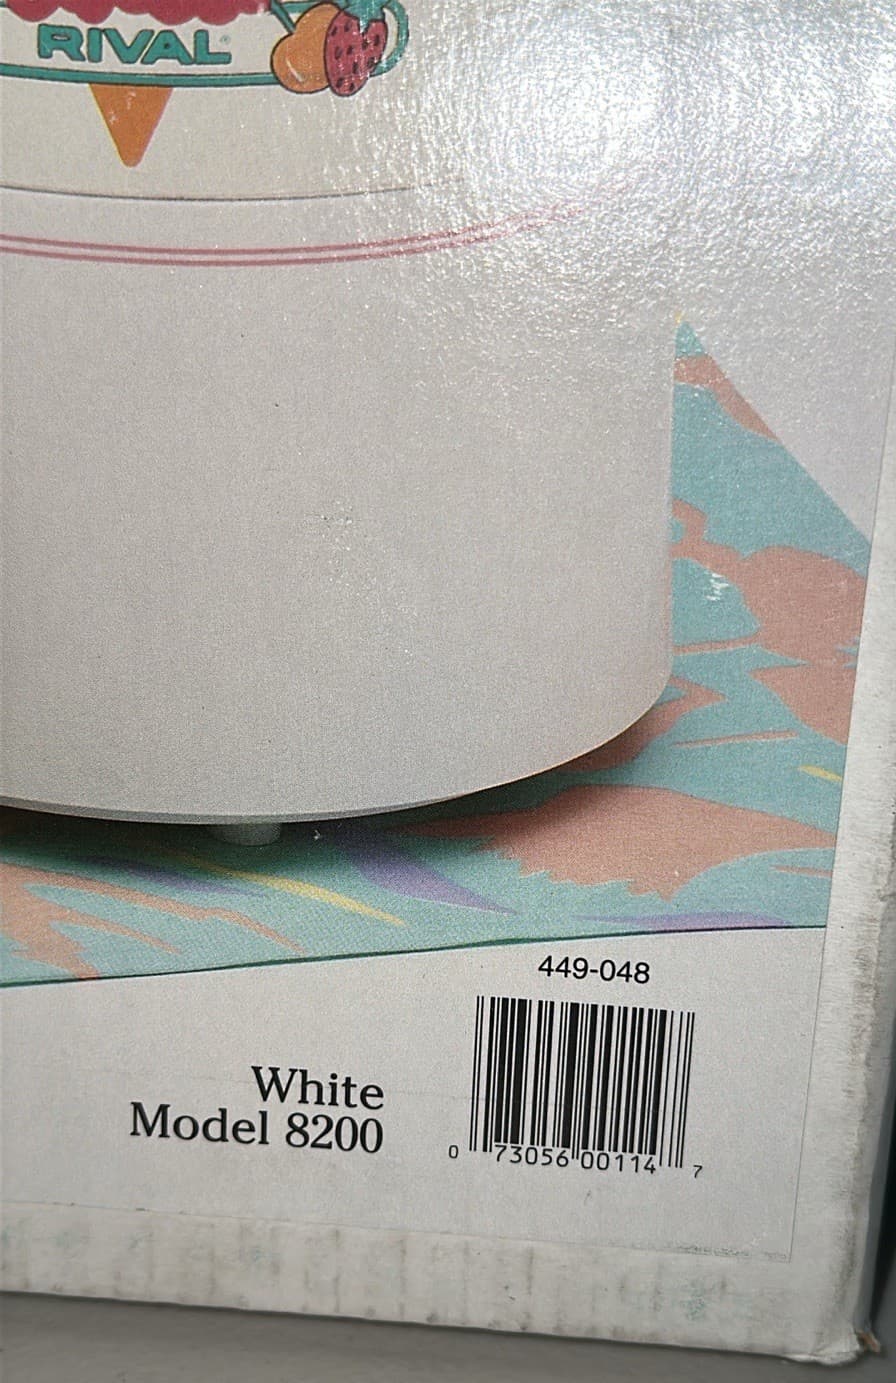 RIVAL®
449-048
White
Model 8200
0 73056 00114 7